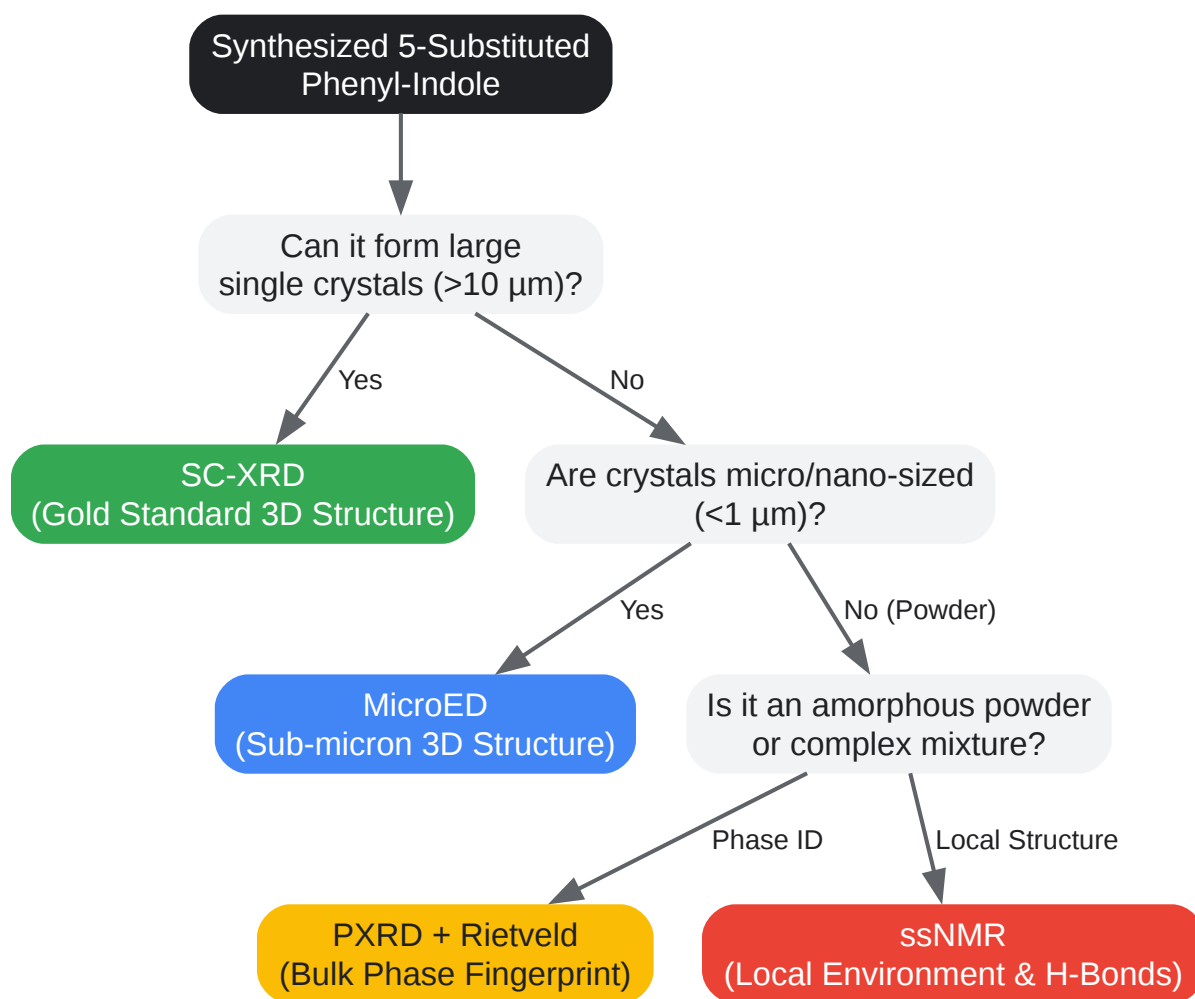 Synthesized 5-Substituted
Phenyl-Indole
Can it form large
single crystals (>10 µm)?
Yes
No
SC-XRD
(Gold Standard 3D Structure)
Are crystals micro/nano-sized
(<1 µm)?
Yes
No (Powder)
MicroED
(Sub-micron 3D Structure)
Is it an amorphous powder
or complex mixture?
Phase ID
Local Structure
PXRD + Rietveld
(Bulk Phase Fingerprint)
ssNMR
(Local Environment & H-Bonds)